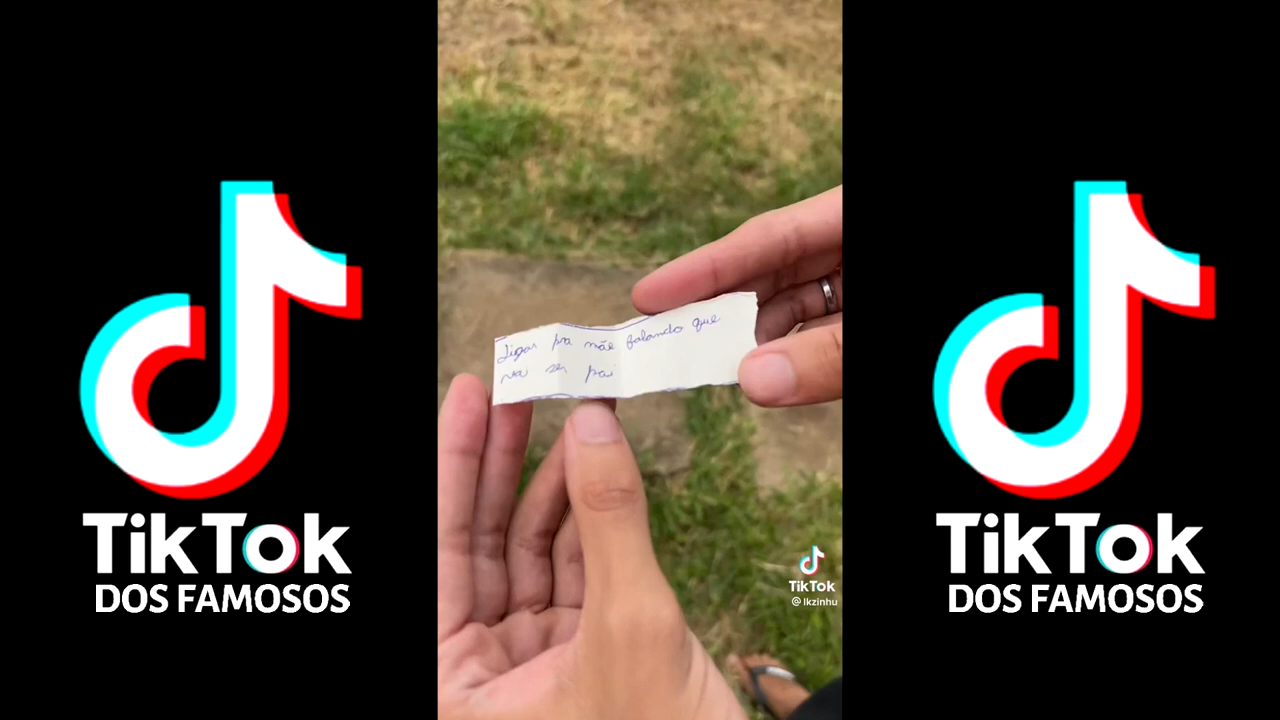 Ligar pra mãe falando que
vai ser pai
TikTok
DOS FAMOSOS
TikTok
@ lkzinhu
TikTok
DOS FAMOSOS